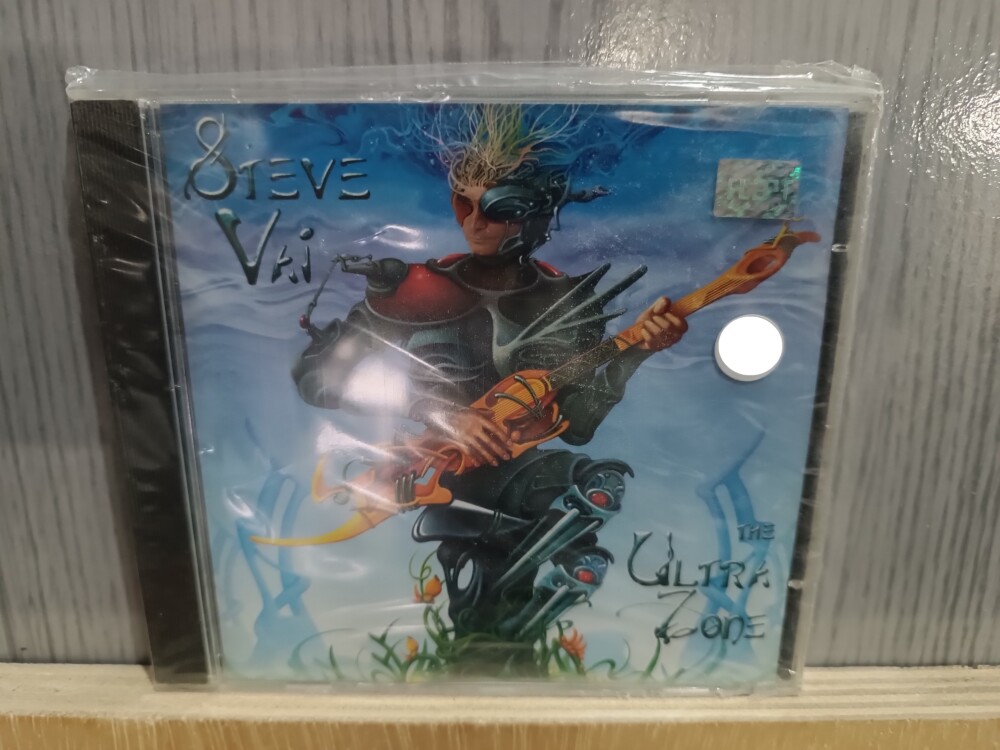 STEVE
VAI
THE
ULTRA
ZONE